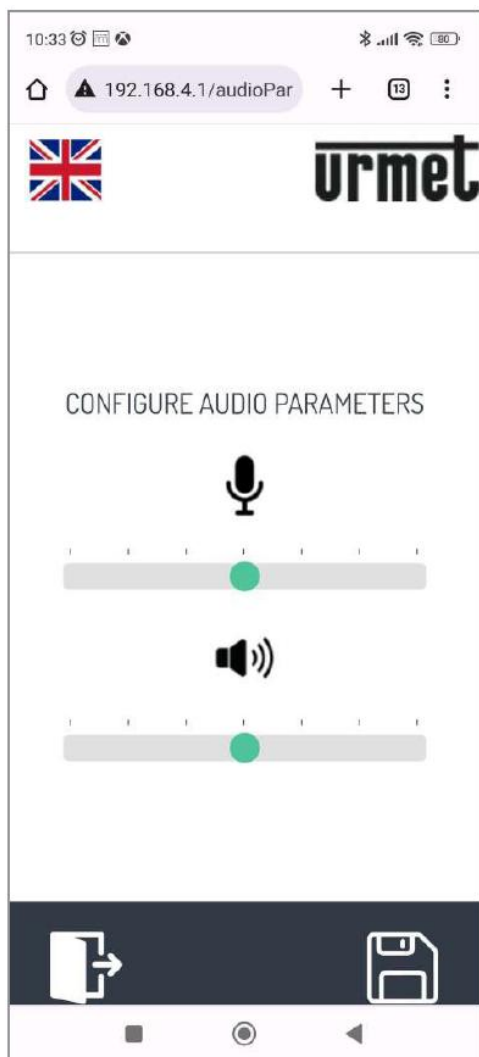 10:33
80
192.168.4.1/audioPar
13
urmet
CONFIGURE AUDIO PARAMETERS